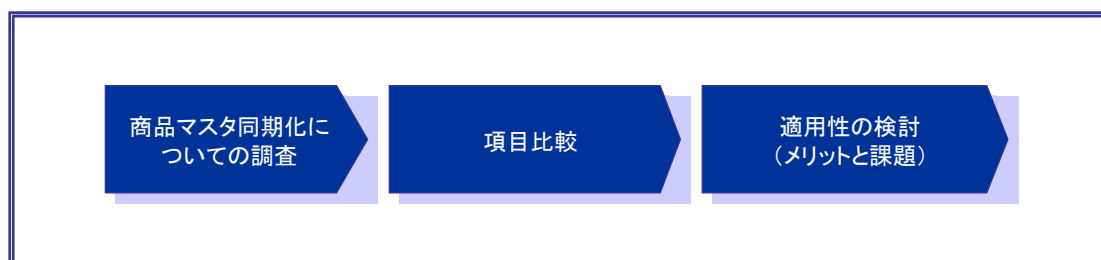 商品マスタ同期化に
ついての調査
項目比較
適用性の検討
（メリットと課題）